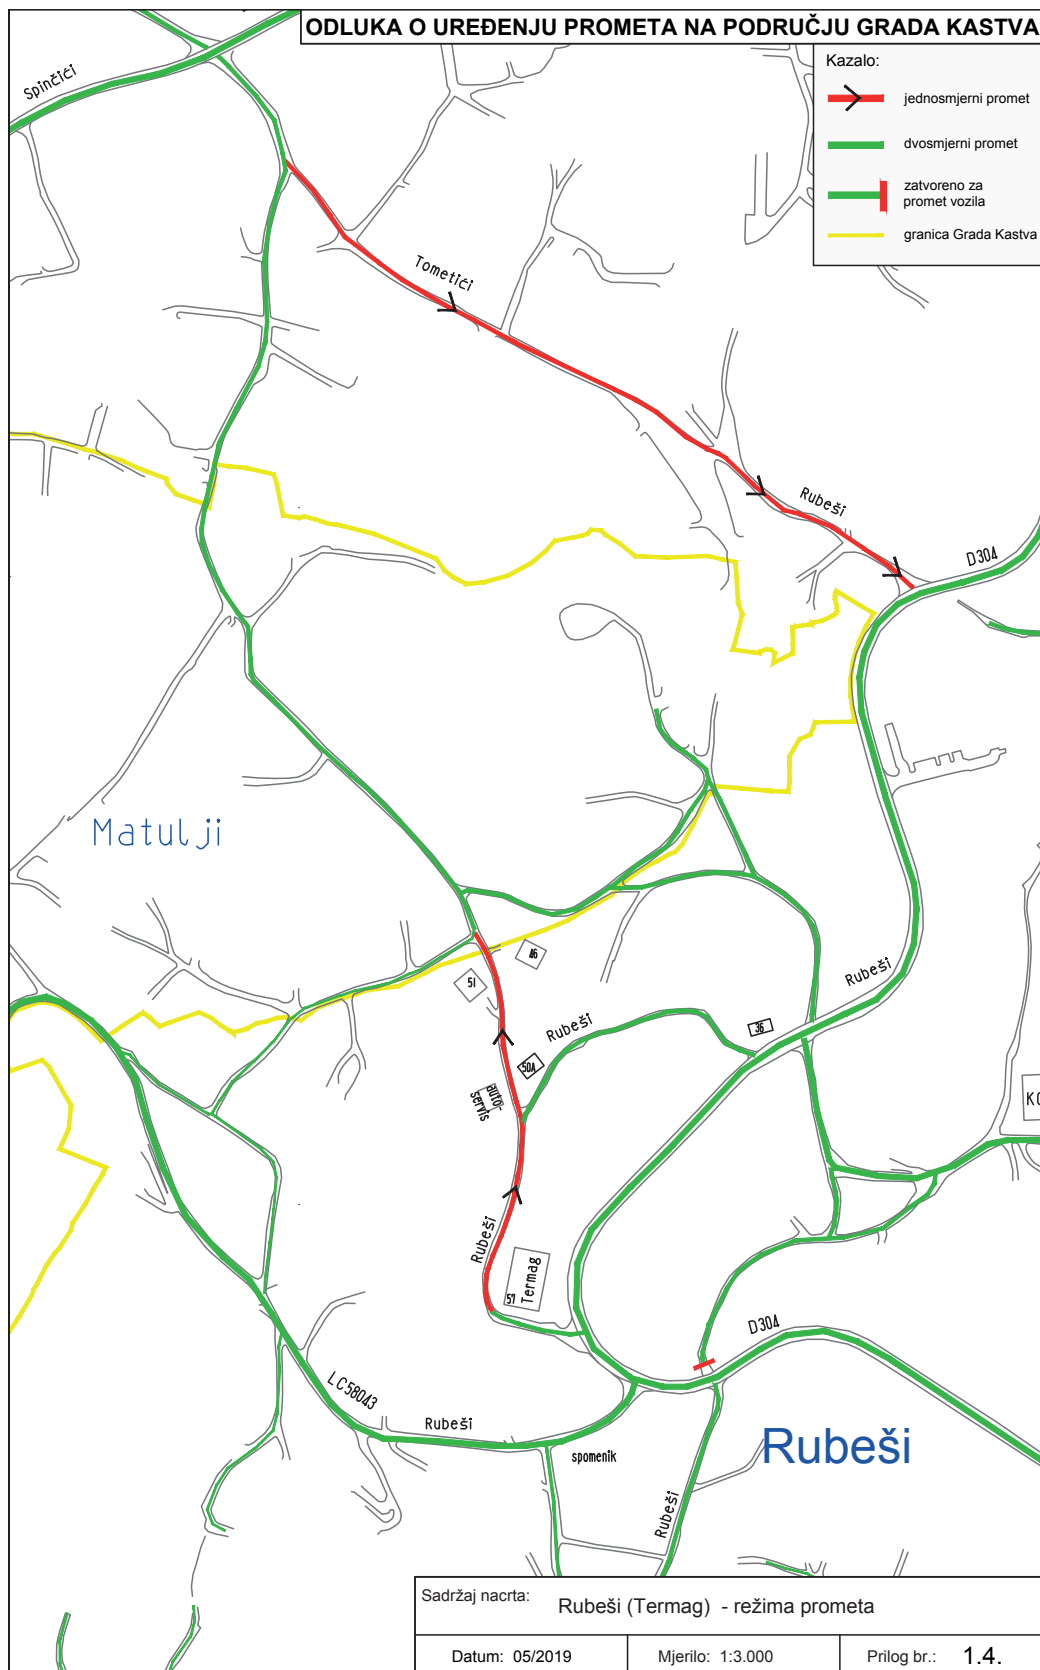 ODLUKA O UREĐENJU PROMETA NA PODRUČJU GRADA KASTVA
Kazalo:
jednosmjerni promet
dvosmjerni promet
zatvoreno za
promet vozila
granica Grada Kastva
Spinčići
Tometići
Rubeši
D304
Matulji
Rubeši
46
51
Rubeši
36
50A
auto-
servis
KO
Rubeši
Termag
57
D304
LC58043
Rubeši
spomenik
Rubeši
Rubeši
Sadržaj nacrta:
Rubeši (Termag) - režima prometa
Datum: 05/2019
Mjerilo: 1:3.000
Prilog br.: 1.4.